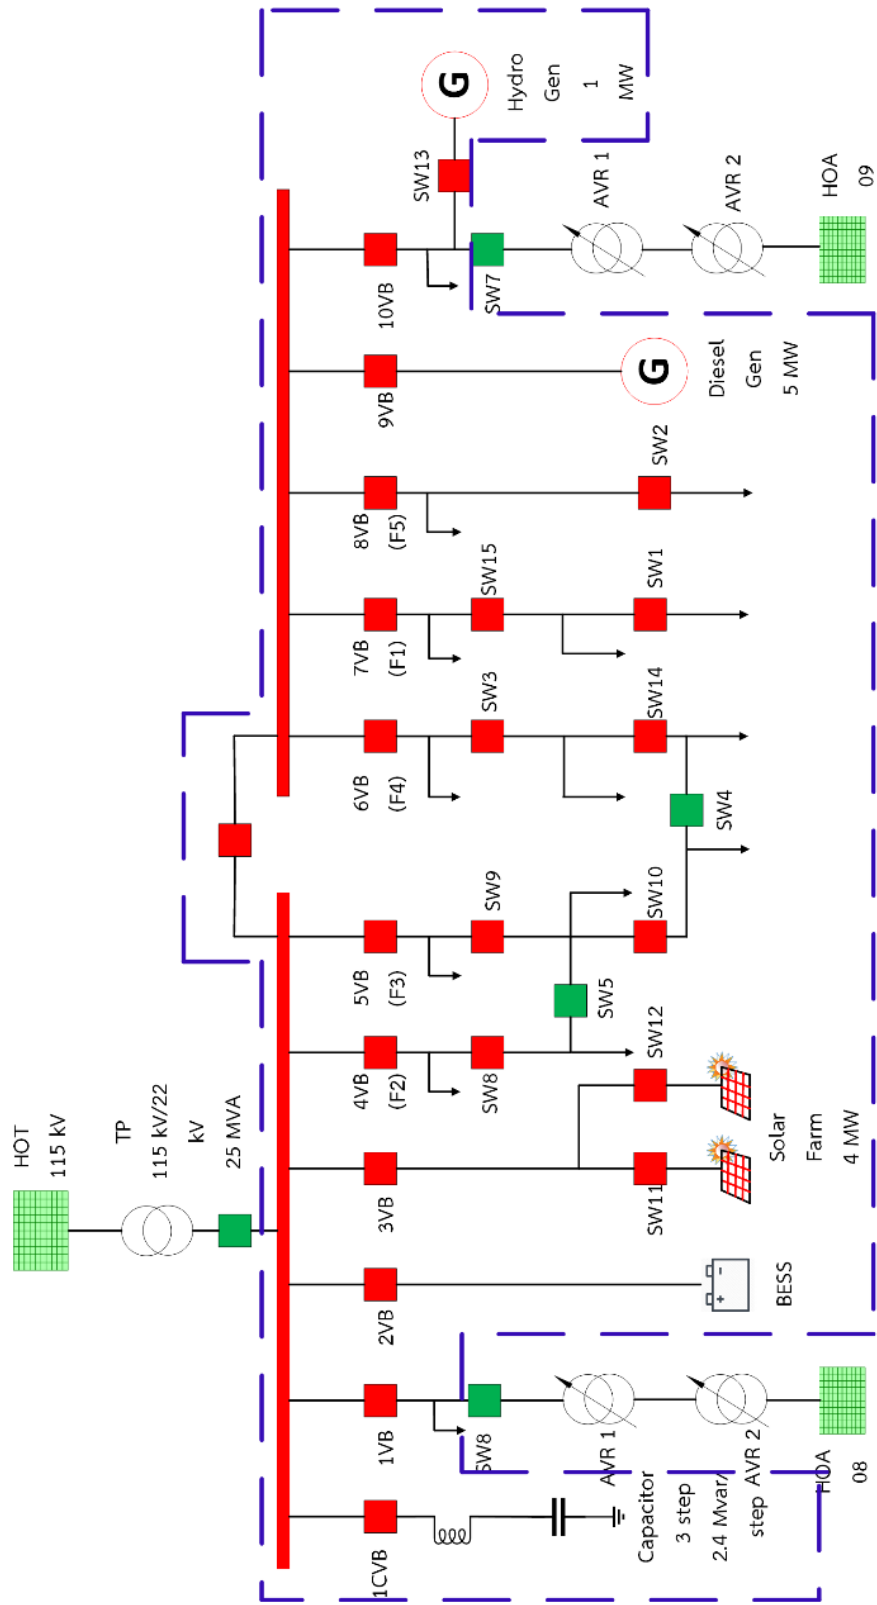 HOT
115 kV
TP
115 kV/22
kV
25 MVA
1CVB
1VB
2VB
3VB
4VB
(F2)
5VB
(F3)
6VB
(F4)
7VB
(F1)
8VB
(F5)
9VB
10VB
SW13
G
Hydro
Gen
1
MW
SW8
SW8
SW9
SW3
SW15
SW7
SW5
SW11
SW12
SW10
SW4
SW14
SW1
SW2
G
Diesel
Gen
5 MW
AVR 1
AVR 2
HOA
09
Capacitor
3 step
2.4 Mvar/
step
AVR 1
AVR 2
HOA
08
+
-
BESS
Solar
Farm
4 MW